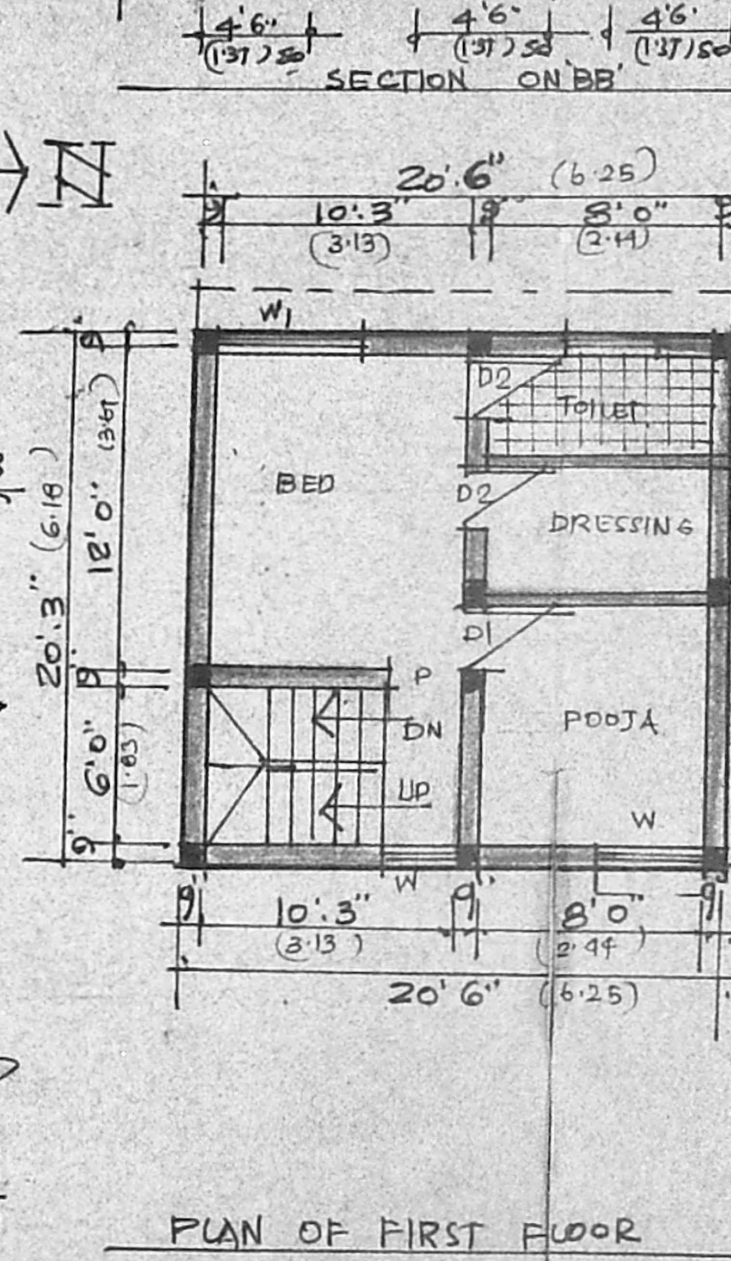 4'6" 4'6" 4'6"
(1.37) (1.37) (1.37)
SECTION ON 'BB'
N
20'.6" (6.25)
9" 10'.3" 9" 8'0" 9"
(3.13) (2.44)
W1
D2 TOILET
BED
D2
DRESSING
D1
P
POOJA
DN
UP
W
W
9"
12'0" (3.67)
20'.3" (6.18)
9"
6'0" (1.83)
9"
9" 10'.3" 9" 8'0" 9"
(3.13) (2.44)
20'6" (6.25)
PLAN OF FIRST FLOOR